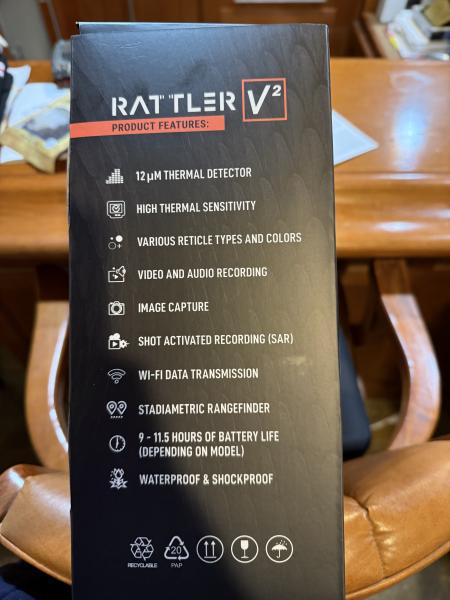 RATTLER V²
PRODUCT FEATURES:
12 µM THERMAL DETECTOR
HIGH THERMAL SENSITIVITY
VARIOUS RETICLE TYPES AND COLORS
VIDEO AND AUDIO RECORDING
IMAGE CAPTURE
SHOT ACTIVATED RECORDING (SAR)
WI-FI DATA TRANSMISSION
STADIAMETRIC RANGEFINDER
9 - 11.5 HOURS OF BATTERY LIFE
(DEPENDING ON MODEL)
WATERPROOF & SHOCKPROOF
20
RECYCLABLE PAP